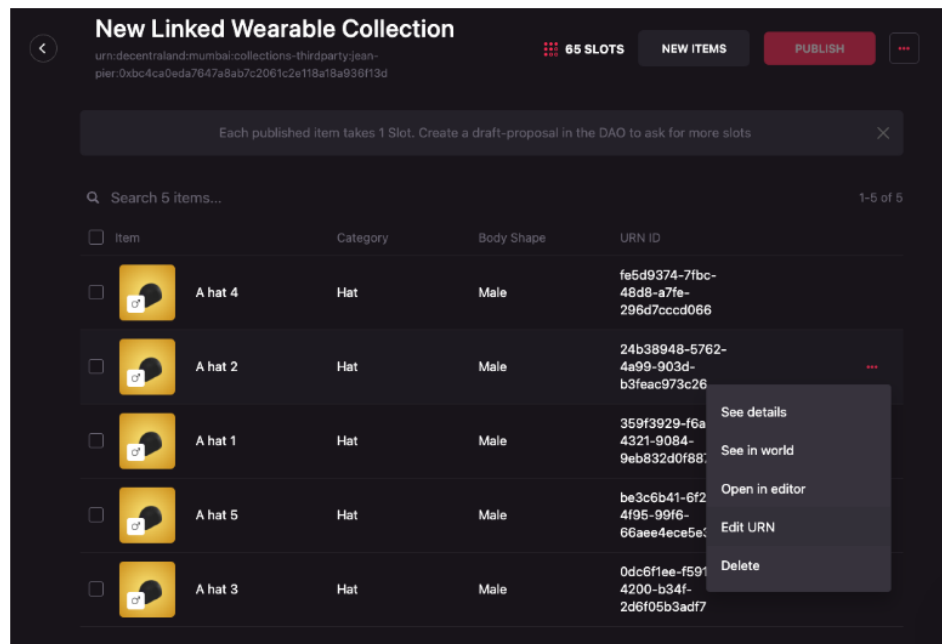 New Linked Wearable Collection
urn:decentraland:mumbai:collections-thirdparty:jean-
pier:0xbc4ca0eda7647a8ab7c2061c2e118a18a936f13d
65 SLOTS
NEW ITEMS
PUBLISH
Each published item takes 1 Slot. Create a draft-proposal in the DAO to ask for more slots
Search 5 items...
1-5 of 5
Item Category Body Shape URN ID
A hat 4 Hat Male
fe5d9374-7fbc-
48d8-a7fe-
296d7cccd066
A hat 2 Hat Male
24b38948-5762-
4a99-903d-
b3feac973c26
A hat 1 Hat Male
359f3929-f6a
4321-9084-
9eb832d0f887
A hat 5 Hat Male
be3c6b41-6f2
4f95-99f6-
66aee4ece5e3
A hat 3 Hat Male
0dc6f1ee-f591
4200-b34f-
2d6f05b3adf7
See details
See in world
Open in editor
Edit URN
Delete